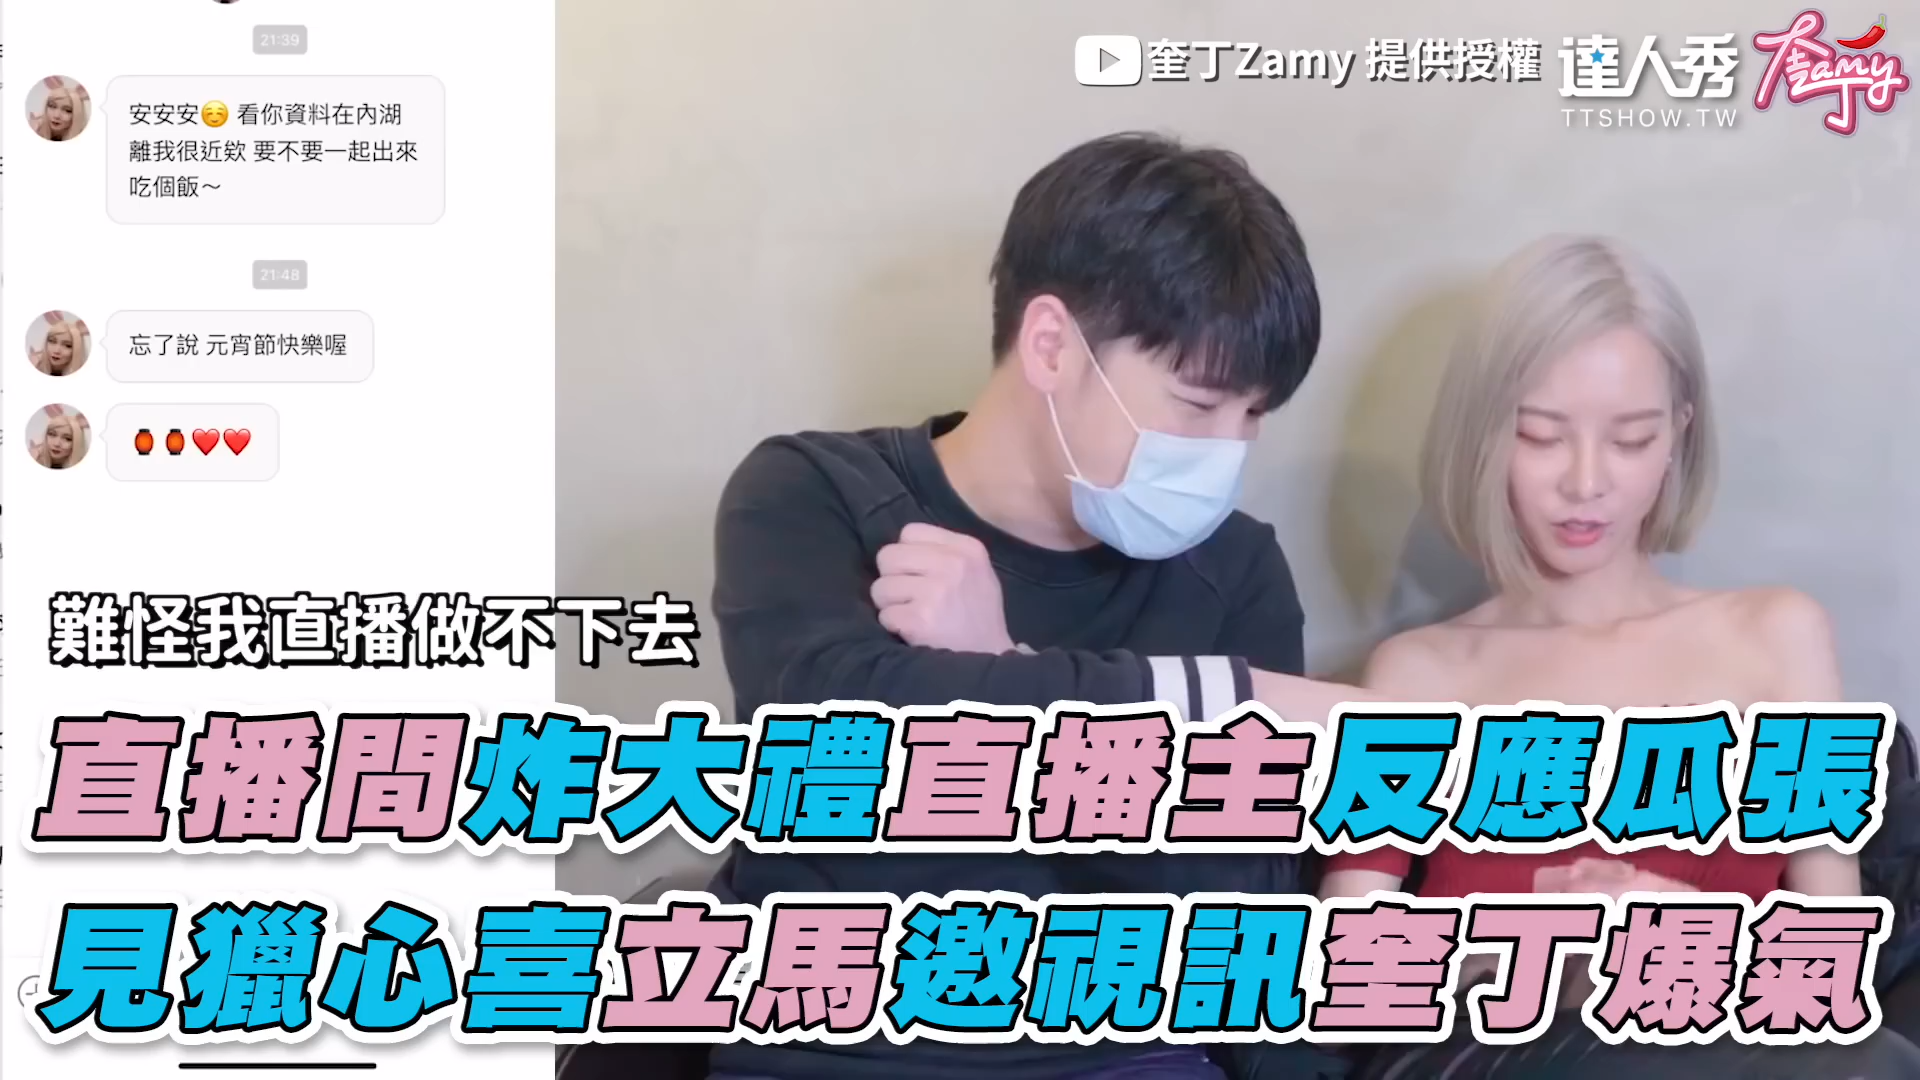 21:39
安安安☺️ 看你資料在內湖
離我很近欸 要不要一起出來
吃個飯～
21:48
忘了說 元宵節快樂喔
🏮🏮❤️❤️
奎丁Zamy 提供授權
達人秀
TTSHOW.TW
奎丁 Zamy
難怪我直播做不下去
直播間炸大禮直播主反應瓜張
見獵心喜立馬邀視訊奎丁爆氣